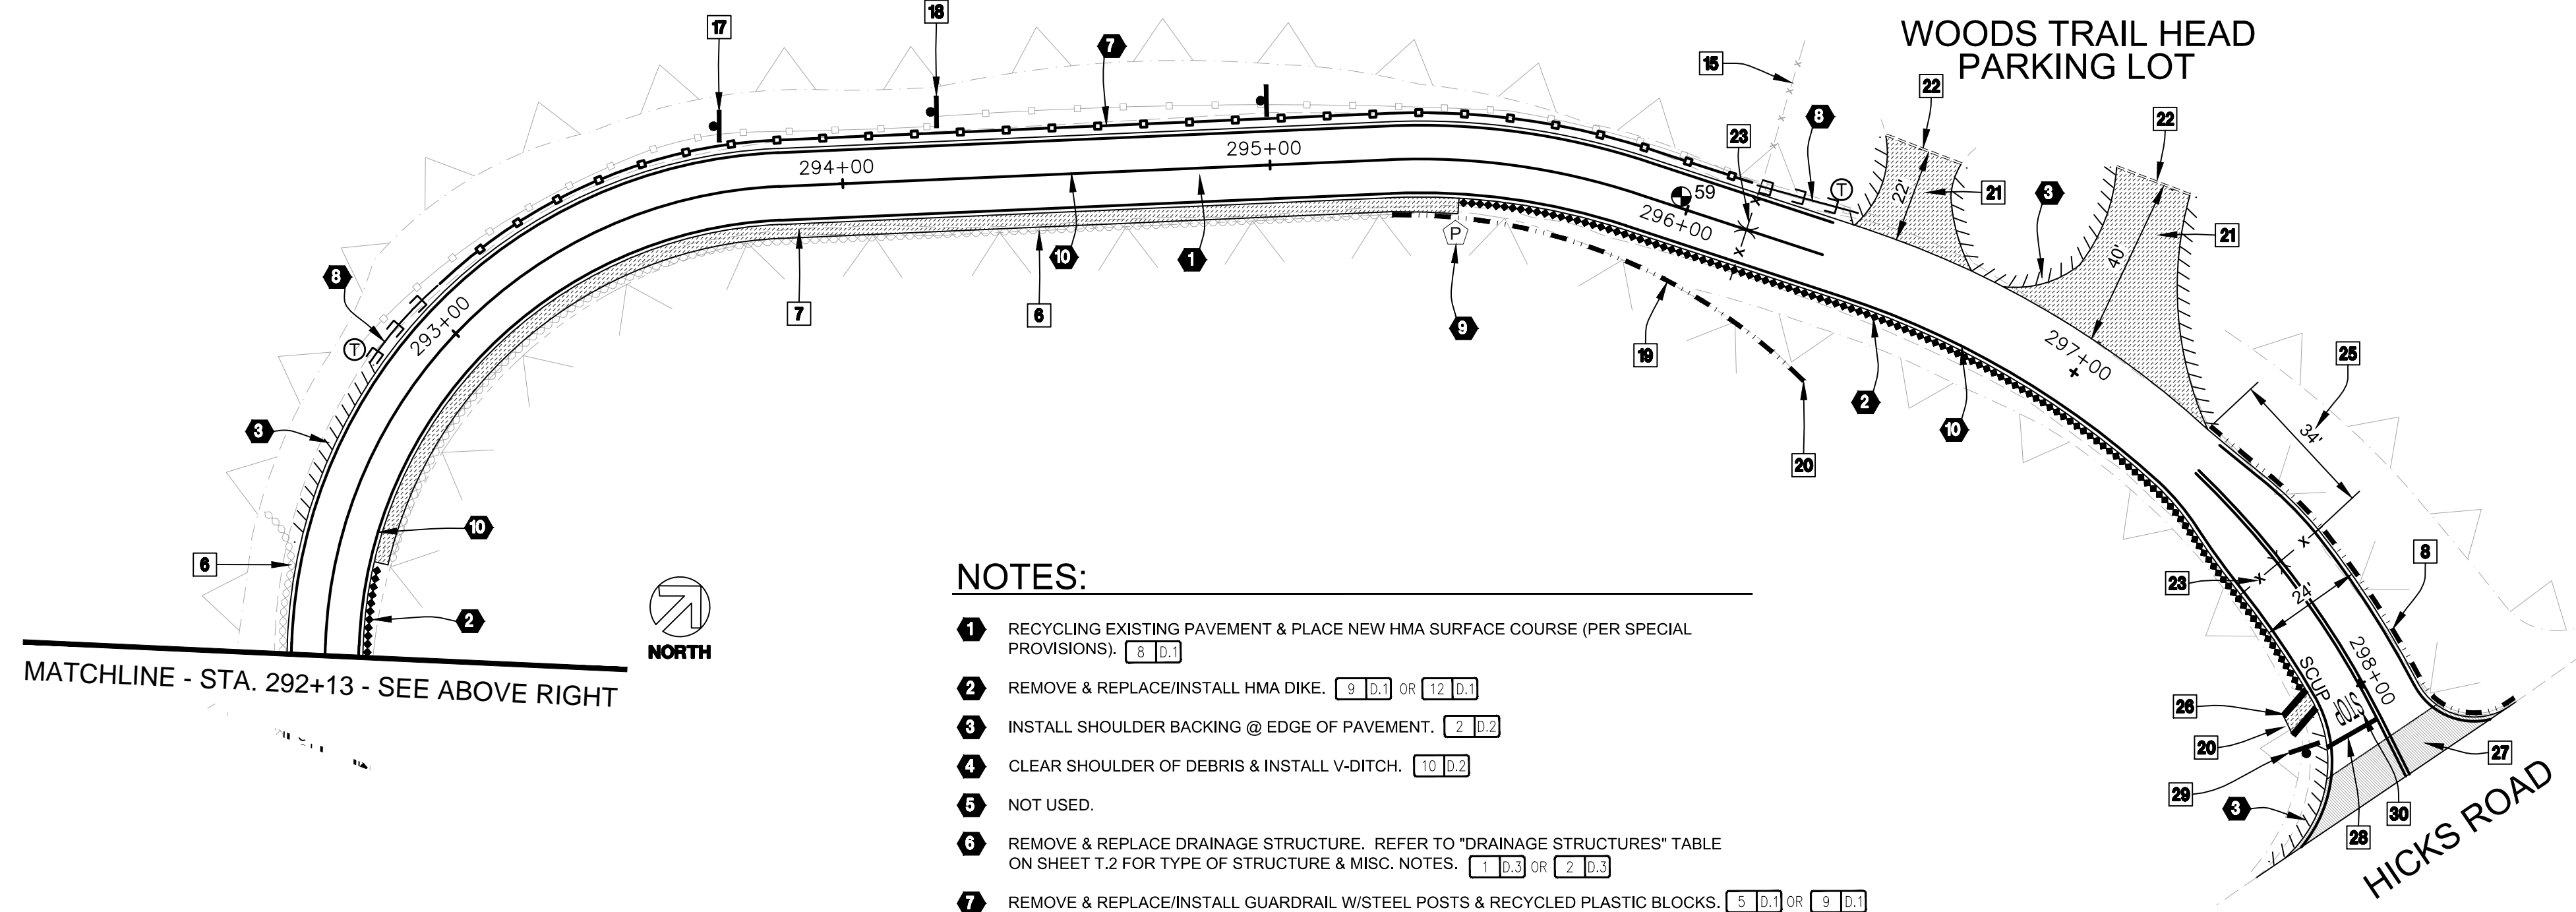 17
18
7
WOODS TRAIL HEAD
PARKING LOT
15
22
22
8
23
294+00
295+00
59
296+00
22'
21
3
21
40'
8
T
T
293+00
7
6
10
1
P
9
19
2
10
20
297+00
25
34'
3
10
6
2
NORTH
MATCHLINE - STA. 292+13 - SEE ABOVE RIGHT
8
23
24'
298+00
SCUP
STOP
26
20
29
3
28
30
27
HICKS ROAD
NOTES:
1 RECYCLING EXISTING PAVEMENT & PLACE NEW HMA SURFACE COURSE (PER SPECIAL
PROVISIONS). 8 D.1
2 REMOVE & REPLACE/INSTALL HMA DIKE. 9 D.1 OR 12 D.1
3 INSTALL SHOULDER BACKING @ EDGE OF PAVEMENT. 2 D.2
4 CLEAR SHOULDER OF DEBRIS & INSTALL V-DITCH. 10 D.2
5 NOT USED.
6 REMOVE & REPLACE DRAINAGE STRUCTURE. REFER TO "DRAINAGE STRUCTURES" TABLE
ON SHEET T.2 FOR TYPE OF STRUCTURE & MISC. NOTES. 1 D.3 OR 2 D.3
7 REMOVE & REPLACE/INSTALL GUARDRAIL W/STEEL POSTS & RECYCLED PLASTIC BLOCKS. 5 D.1 OR 9 D.1